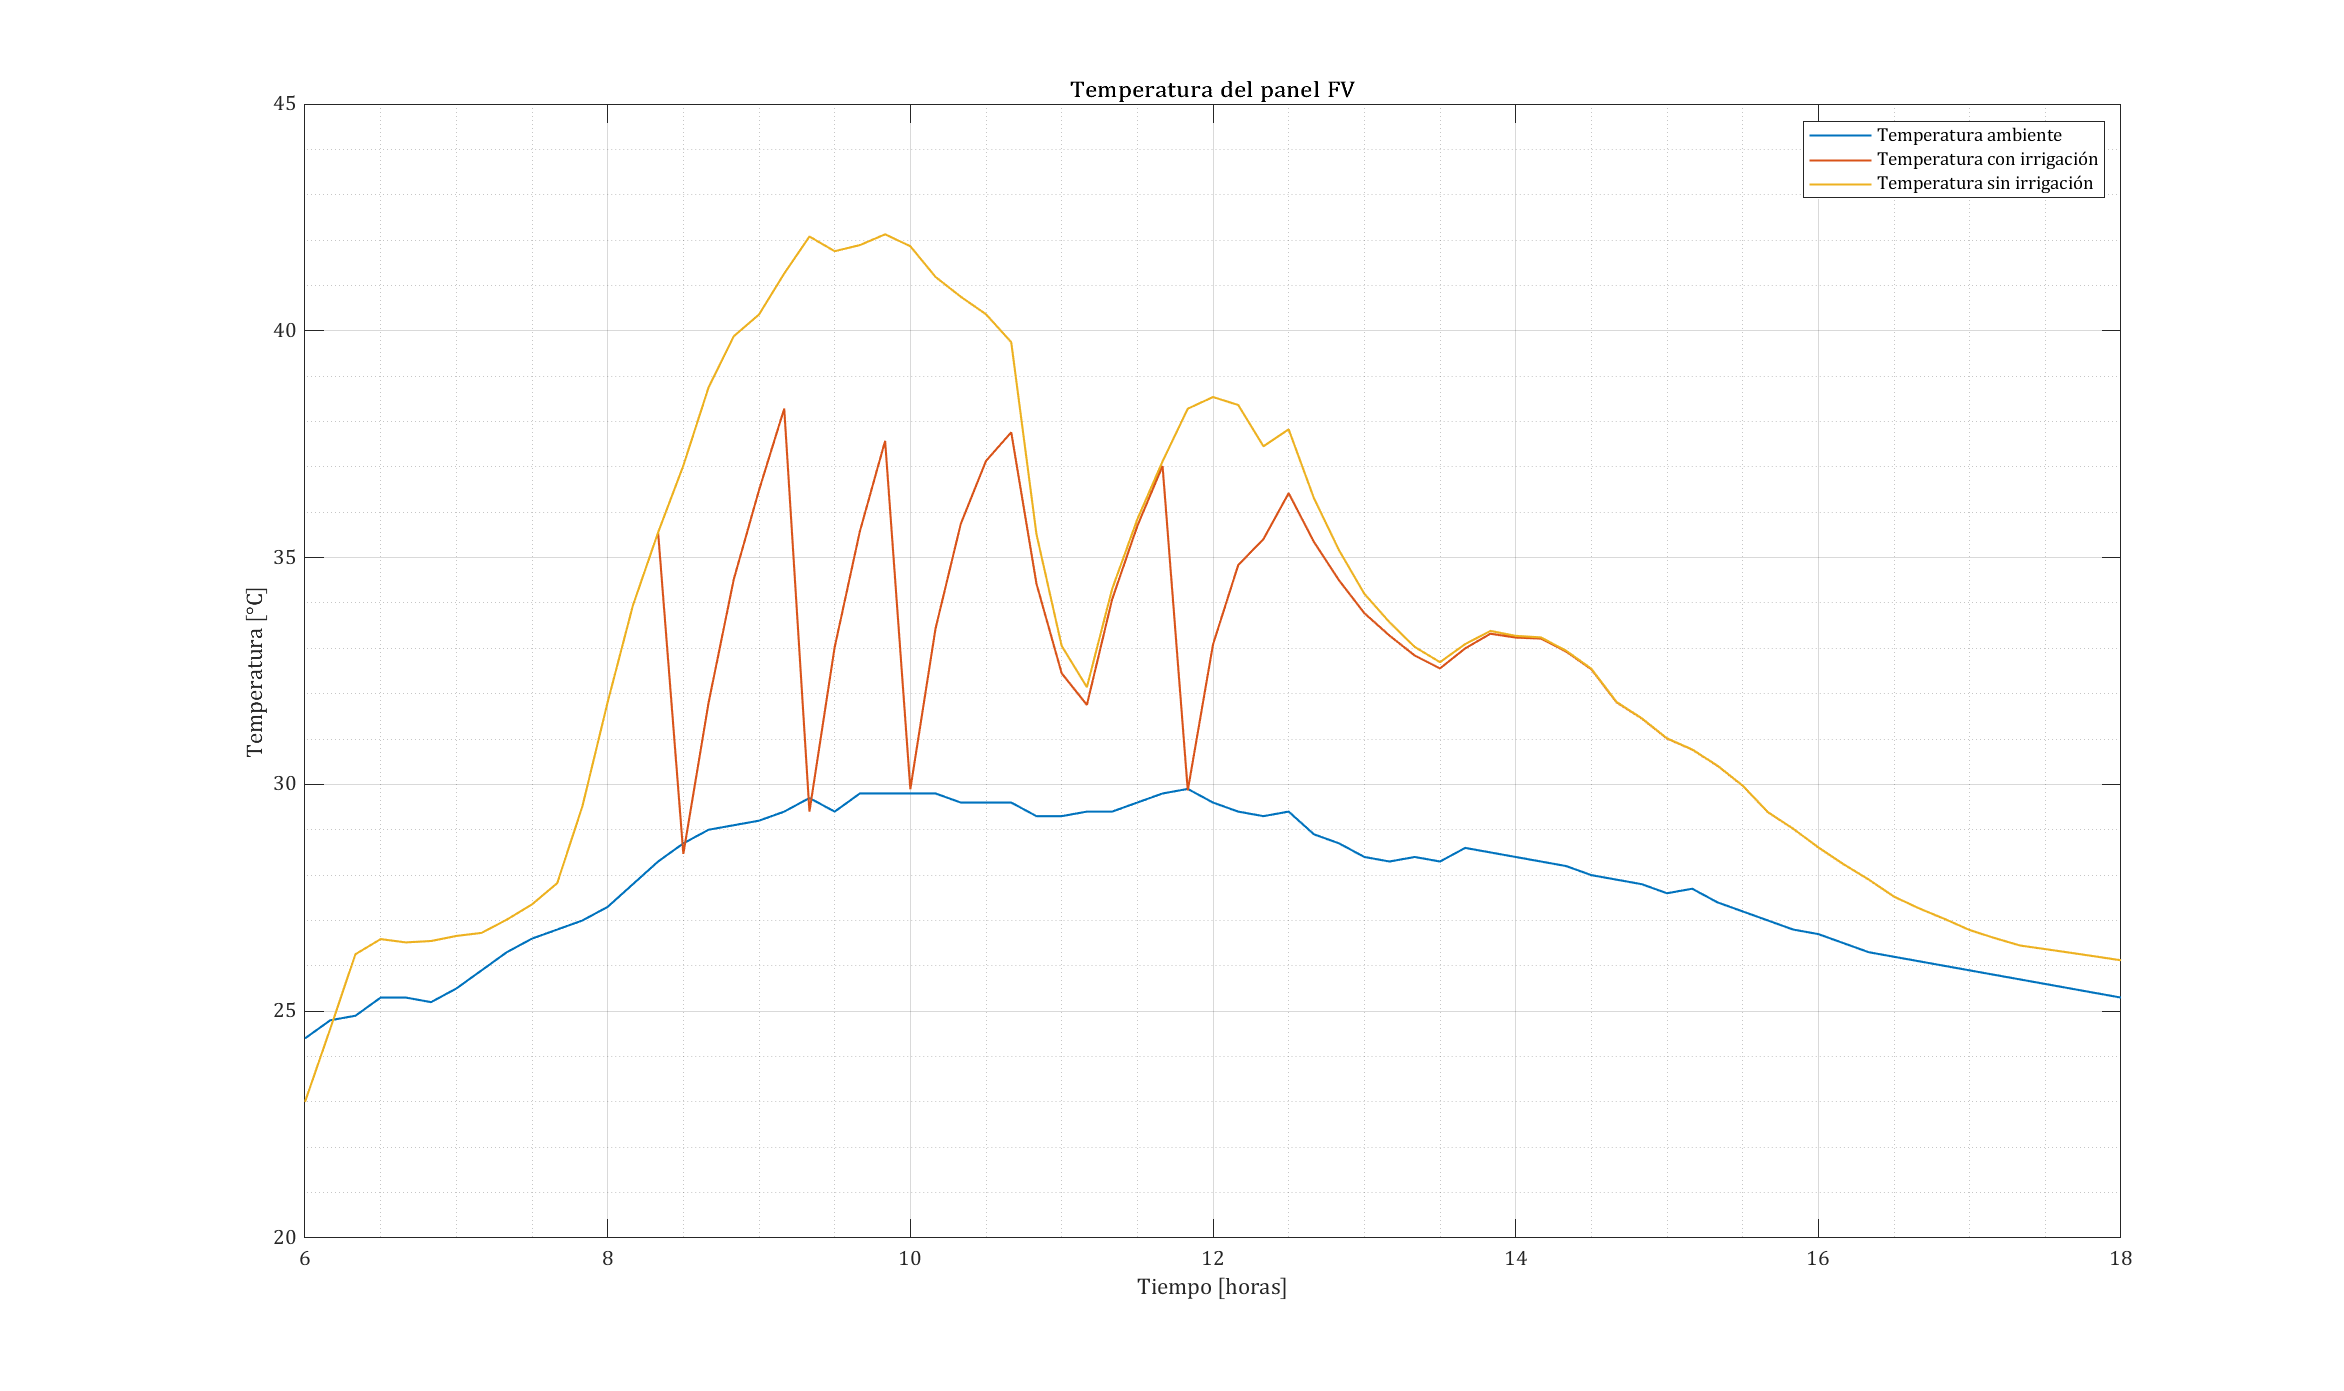 Temperatura del panel FV
45
40
35
30
25
20
Temperatura [°C]
Temperatura ambiente
Temperatura con irrigación
Temperatura sin irrigación
6 8 10 12 14 16 18
Tiempo [horas]